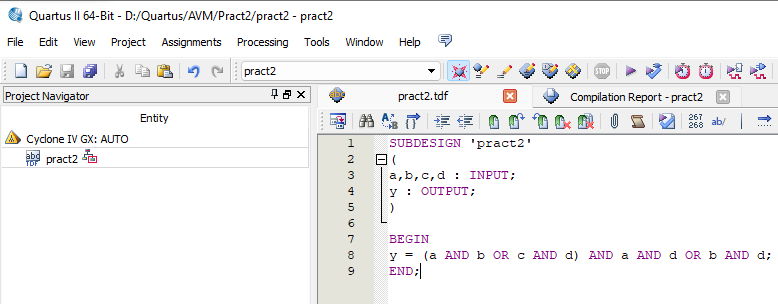 Quartus II 64-Bit - D:/Quartus/AVM/Pract2/pract2 - pract2
File Edit View Project Assignments Processing Tools Window Help
pract2
Project Navigator
Entity
Cyclone IV GX: AUTO
abc
TDF
pract2
pract2.tdf
Compilation Report - pract2
267
268
ab/
1 SUBDESIGN 'pract2'
2 (
3 a,b,c,d : INPUT;
4 y : OUTPUT;
5 )
6
7 BEGIN
8 y = (a AND b OR c AND d) AND a AND d OR b AND d;
9 END;